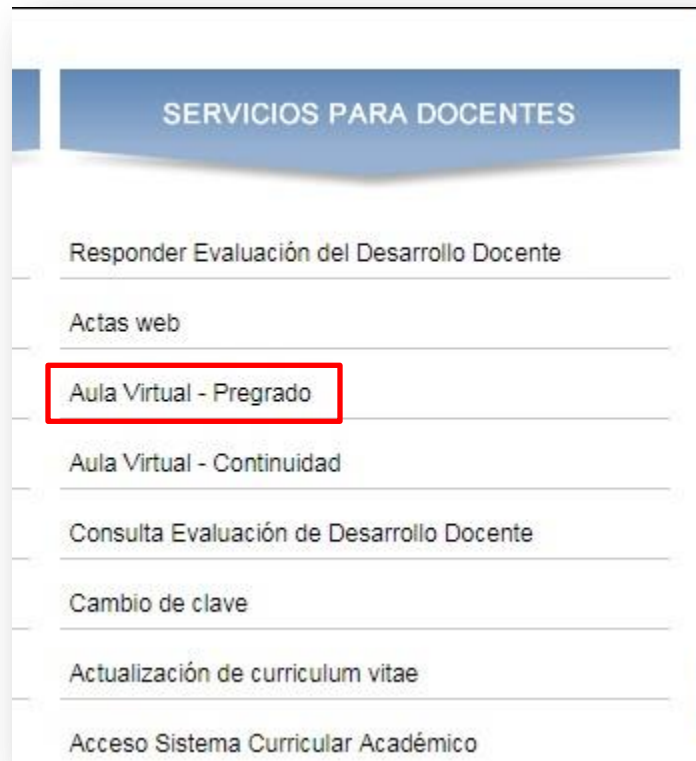 SERVICIOS PARA DOCENTES
Responder Evaluación del Desarrollo Docente
Actas web
Aula Virtual - Pregrado
Aula Virtual - Continuidad
Consulta Evaluación de Desarrollo Docente
Cambio de clave
Actualización de curriculum vitae
Acceso Sistema Curricular Académico